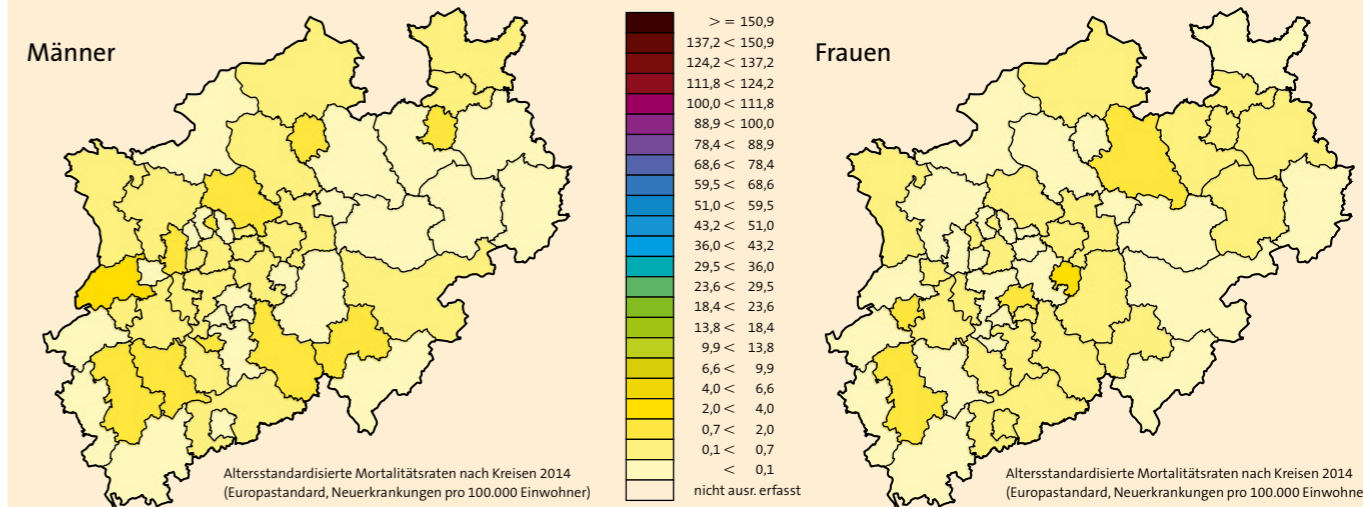 Männer
> = 150,9
137,2 < 150,9
124,2 < 137,2
111,8 < 124,2
100,0 < 111,8
88,9 < 100,0
78,4 < 88,9
68,6 < 78,4
59,5 < 68,6
51,0 < 59,5
43,2 < 51,0
36,0 < 43,2
29,5 < 36,0
23,6 < 29,5
18,4 < 23,6
13,8 < 18,4
9,9 < 13,8
6,6 < 9,9
4,0 < 6,6
2,0 < 4,0
0,7 < 2,0
0,1 < 0,7
< 0,1
nicht ausr. erfasst
Altersstandardisierte Mortalitätsraten nach Kreisen 2014
(Europastandard, Neuerkrankungen pro 100.000 Einwohner)
Frauen
Altersstandardisierte Mortalitätsraten nach Kreisen 2014
(Europastandard, Neuerkrankungen pro 100.000 Einwohne